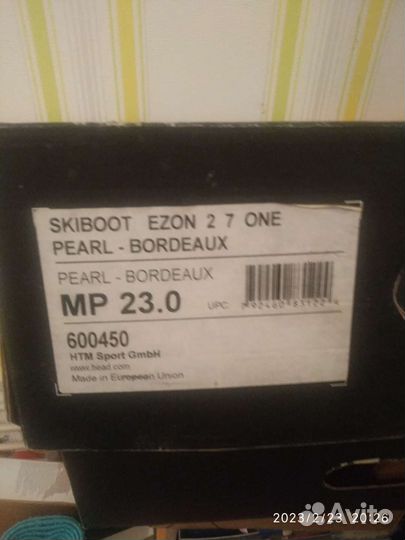 SKIBOOT EZON 2 7 ONE
PEARL - BORDEAUX
PEARL - BORDEAUX
MP 23.0
UPC
600450
HTM Sport GmbH
www.head.com
Made in European Union
2023/2/23 20:26
Avito